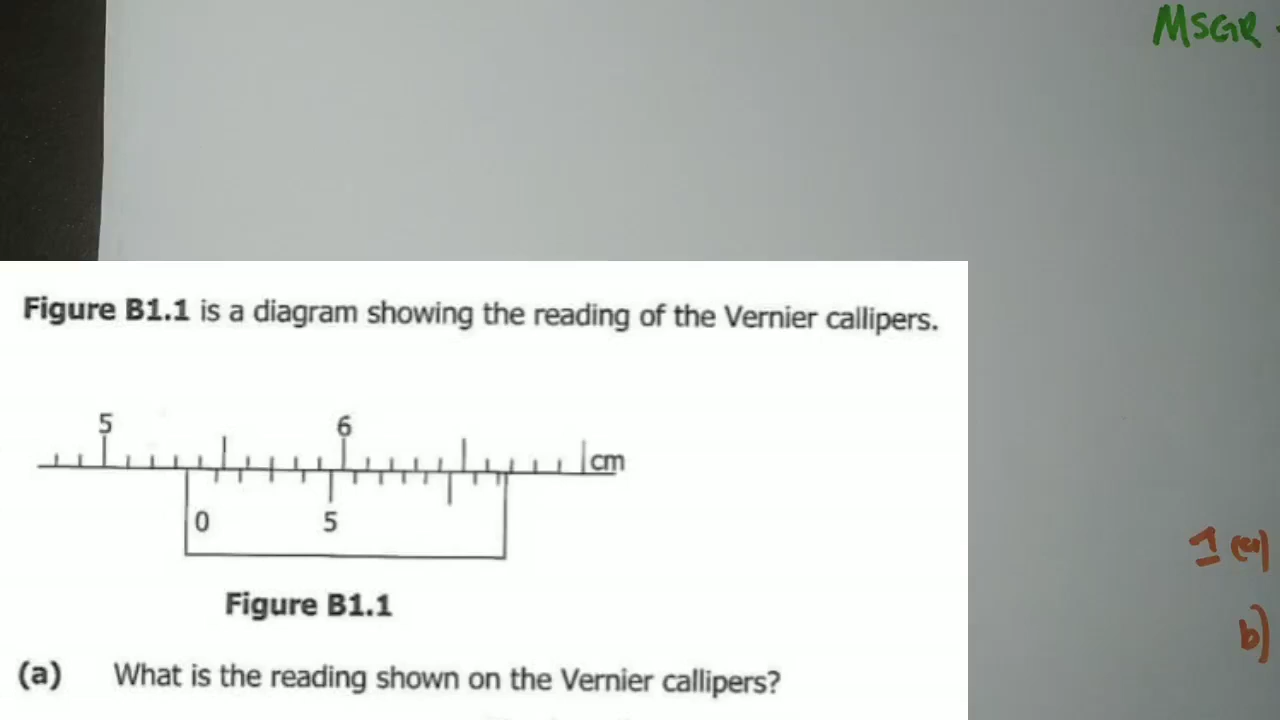 MSGR
Figure B1.1 is a diagram showing the reading of the Vernier callipers.
5 6
cm
0 5
Figure B1.1
(a) What is the reading shown on the Vernier callipers?
1 (a)
b)